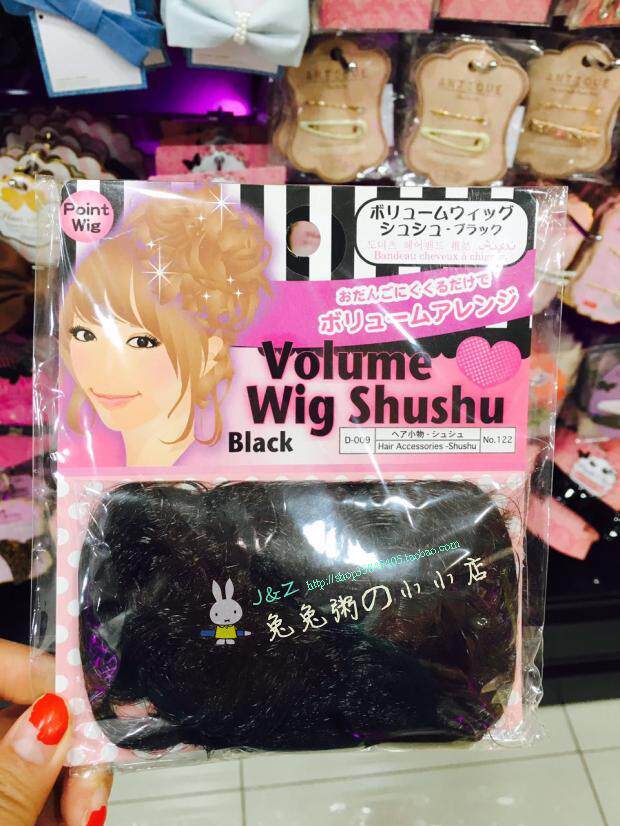 ANTIQUE
Point
Wig
ボリュームウィッグ
シュシュ・ブラック
Bandeau cheveux à
おだんごにくくるだけで
ボリュームアレンジ
Volume
Wig Shushu
Black
D-009
ヘア小物・シュシュ
Hair Accessories -Shushu
No.122
J&Z
兔兔粥の小小店